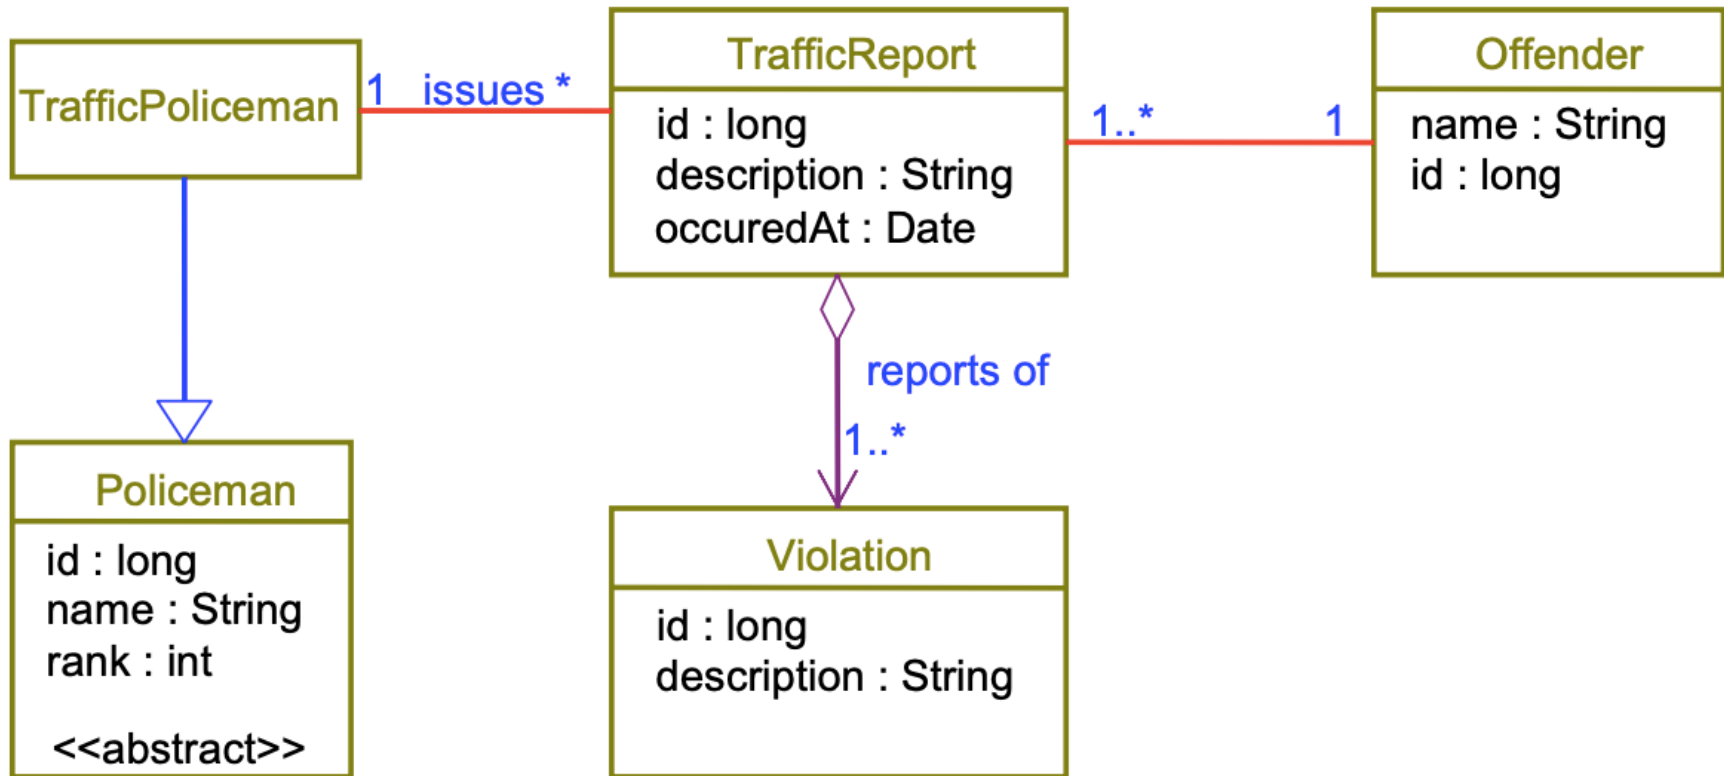 TrafficPoliceman
1 issues *
TrafficReport
id : long
description : String
occuredAt : Date
1..* 1
Offender
name : String
id : long
reports of
1..*
Policeman
id : long
name : String
rank : int
<<abstract>>
Violation
id : long
description : String